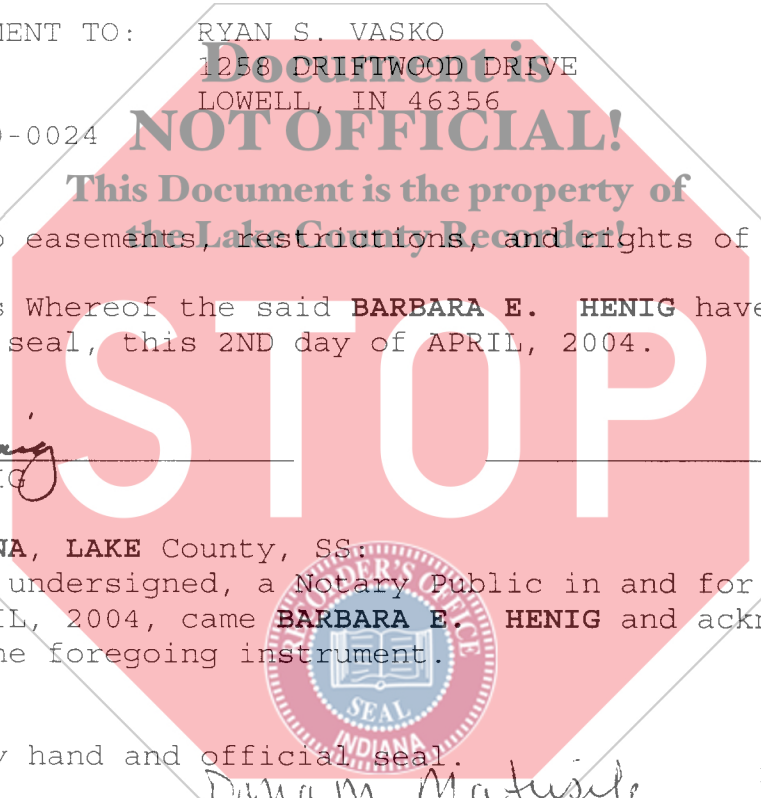 MENT TO: RYAN S. VASKO
Document is
1258 DRIFTWOOD DRIVE
LOWELL, IN 46356
-0024
NOT OFFICIAL!
This Document is the property of
the Lake County Recorder!
easements, restrictions, and rights of
s Whereof the said BARBARA E. HENIG have
seal, this 2ND day of APRIL, 2004.
STOP
IG
NA, LAKE County, SS:
undersigned, a Notary Public in and for
IL, 2004, came BARBARA E. HENIG and ackn
he foregoing instrument.
RECORDER'S OFFICE
SEAL
INDIANA
y hand and official seal.